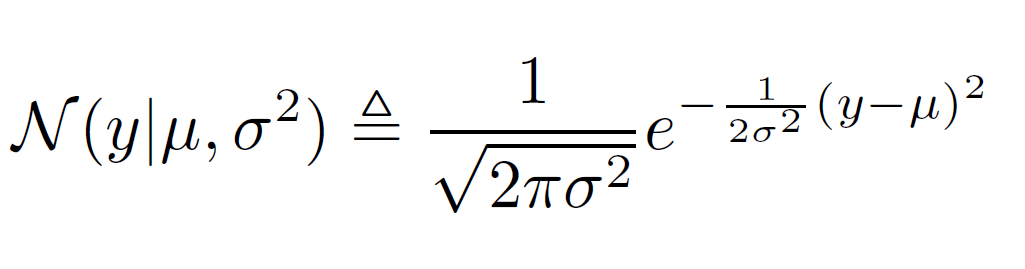 𝒩(y|μ, σ²) ≜ 1/√(2πσ²) e^{−1/(2σ²) (y−μ)²}